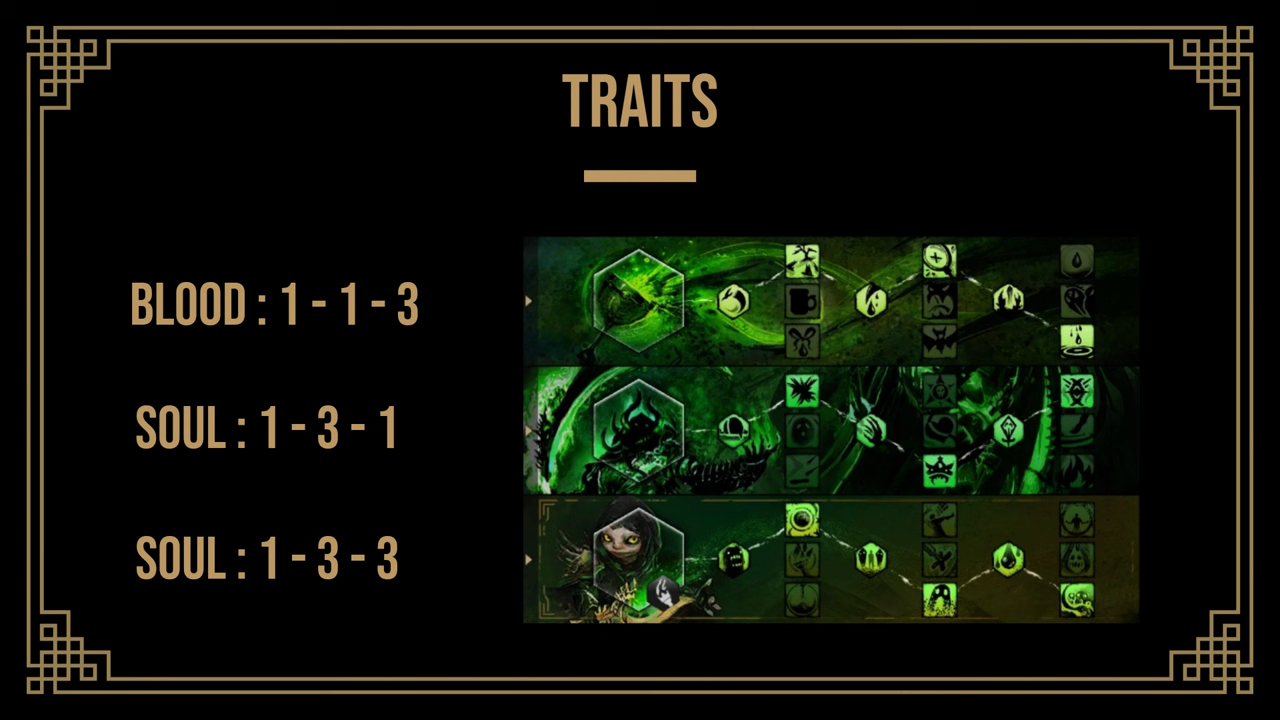 TRAITS
BLOOD : 1 - 1 - 3
SOUL : 1 - 3 - 1
SOUL : 1 - 3 - 3